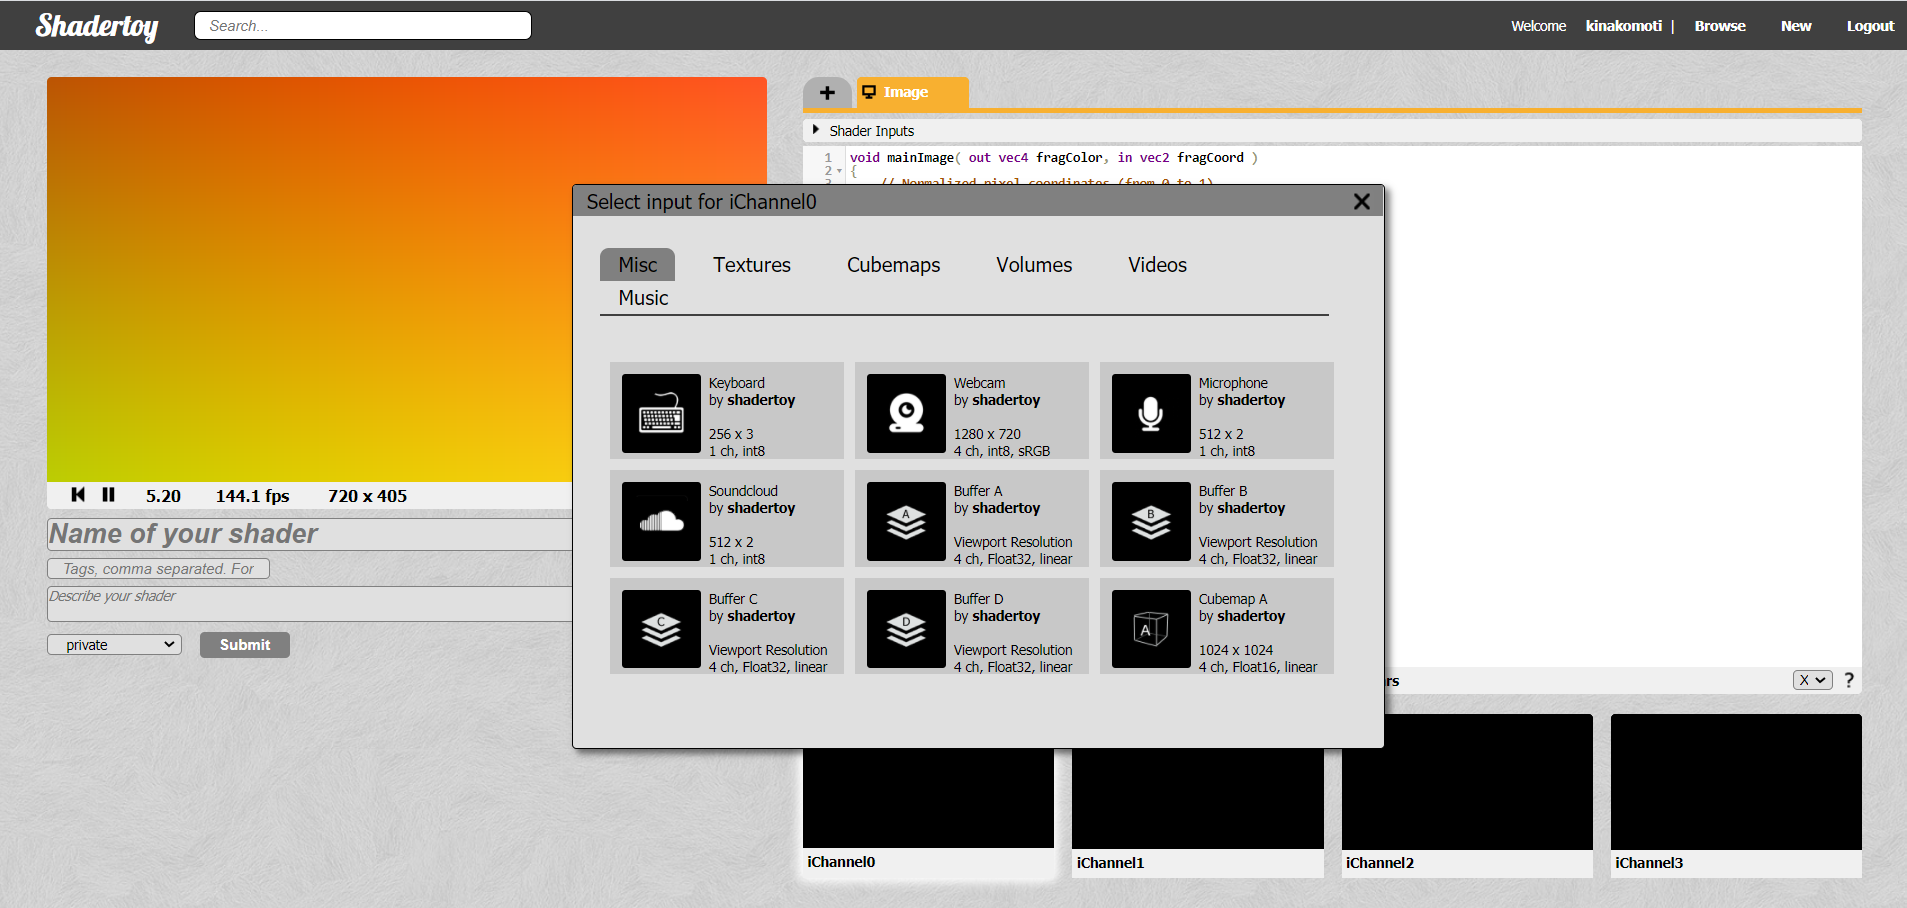 Shadertoy
Search...
Welcome kinakomoti | Browse New Logout
Image
Shader Inputs
1 void mainImage( out vec4 fragColor, in vec2 fragCoord )
2 {
3 // Normalized pixel coordinates (from 0 to 1)
Select input for iChannel0
Misc Textures Cubemaps Volumes Videos
Music
Keyboard
by shadertoy
256 x 3
1 ch, int8
Webcam
by shadertoy
1280 x 720
4 ch, int8, sRGB
Microphone
by shadertoy
512 x 2
1 ch, int8
Soundcloud
by shadertoy
512 x 2
1 ch, int8
A
Buffer A
by shadertoy
Viewport Resolution
4 ch, Float32, linear
B
Buffer B
by shadertoy
Viewport Resolution
4 ch, Float32, linear
C
Buffer C
by shadertoy
Viewport Resolution
4 ch, Float32, linear
D
Buffer D
by shadertoy
Viewport Resolution
4 ch, Float32, linear
A
Cubemap A
by shadertoy
1024 x 1024
4 ch, Float16, linear
5.20 144.1 fps 720 x 405
Name of your shader
Tags, comma separated. For
Describe your shader
private Submit
rs X ?
iChannel0 iChannel1 iChannel2 iChannel3